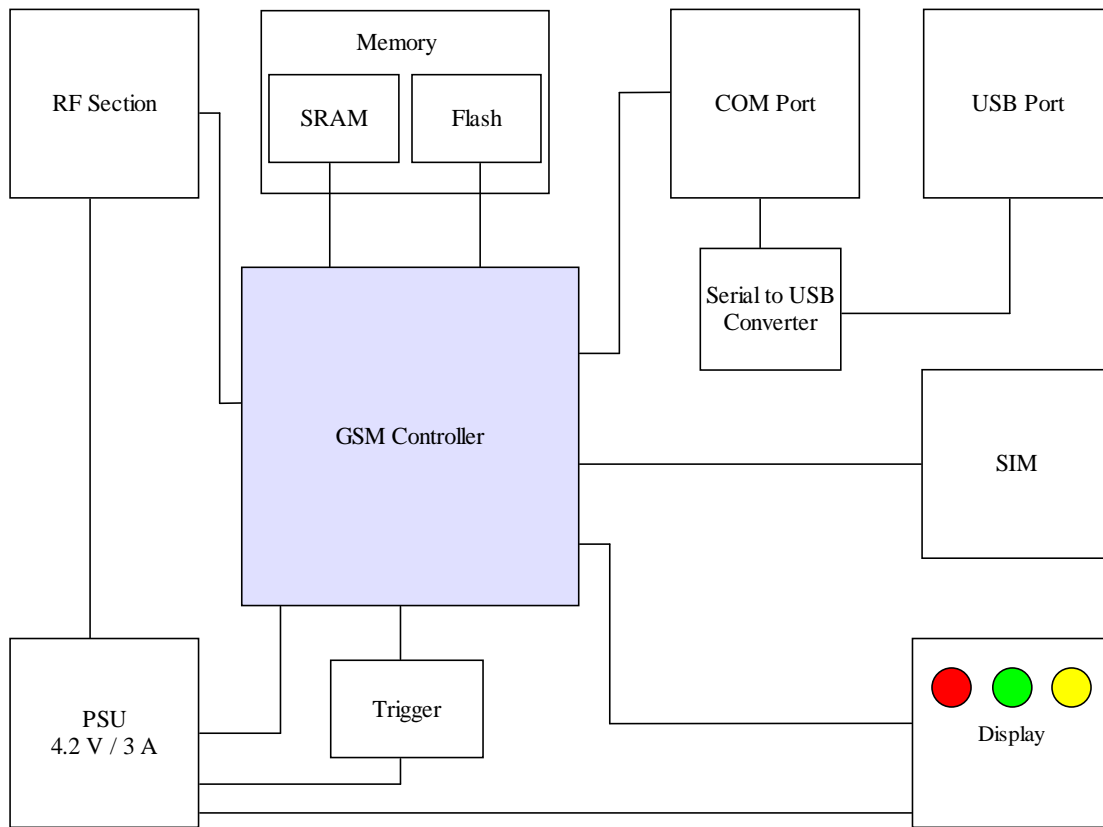 Memory
RF Section
SRAM
Flash
COM Port
USB Port
Serial to USB
Converter
GSM Controller
SIM
PSU
4.2 V / 3 A
Trigger
Display